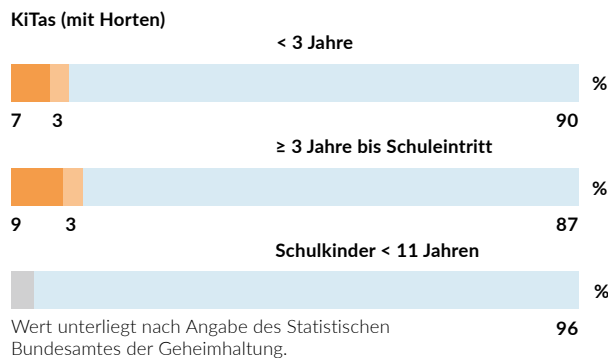 KiTas (mit Horten)
< 3 Jahre
%
7 3 90
≥ 3 Jahre bis Schuleintritt
%
9 3 87
Schulkinder < 11 Jahren
%
Wert unterliegt nach Angabe des Statistischen 96
Bundesamtes der Geheimhaltung.